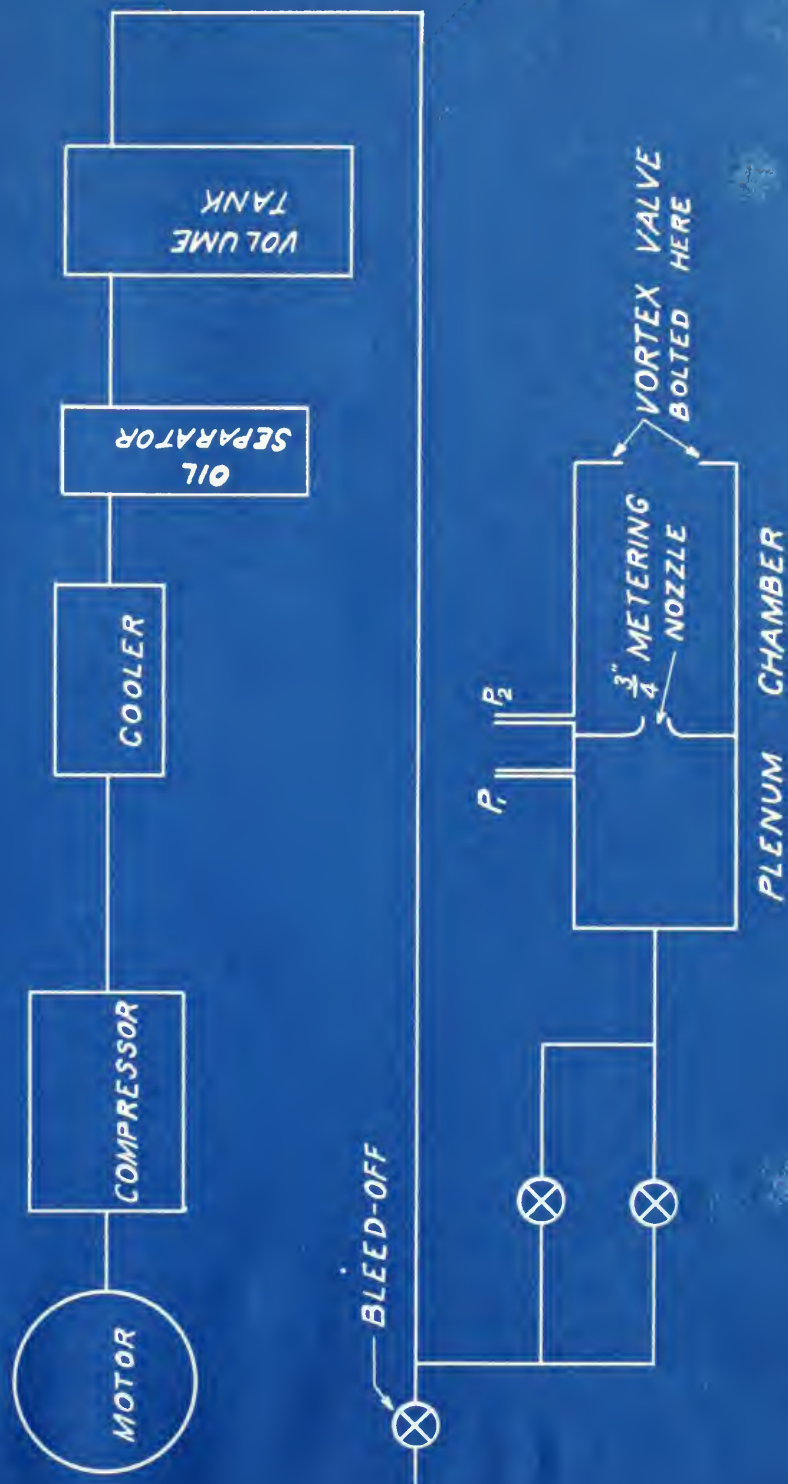 MOTOR
COMPRESSOR
COOLER
OIL
SEPARATOR
VOLUME
TANK
BLEED-OFF
P₁
P₂
3/4" METERING
NOZZLE
VORTEX VALVE
BOLTED HERE
PLENUM CHAMBER